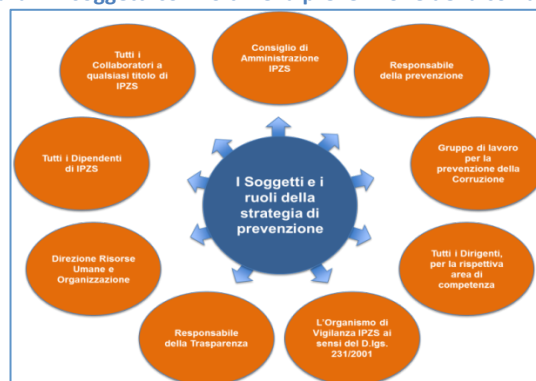 Consiglio di
Amministrazione IPZS
Responsabile
della prevenzione
Gruppo di lavoro
per la
prevenzione della
Corruzione
Tutti i Dirigenti,
per la rispettiva
area di
competenza
L'Organismo di
Vigilanza IPZS ai
sensi del D.lgs.
231/2001
Responsabile
della Trasparenza
Direzione Risorse
Umane e
Organizzazione
Tutti i Dipendenti
di IPZS
Tutti i
Collaboratori a
qualsiasi titolo di
IPZS
I Soggetti e i
ruoli della
strategia di
prevenzione